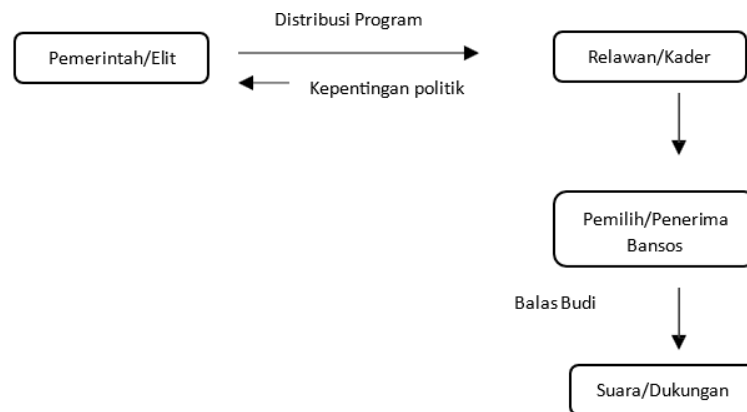 Distribusi Program
Pemerintah/Elit
Relawan/Kader
Kepentingan politik
Pemilih/Penerima
Bansos
Balas Budi
Suara/Dukungan